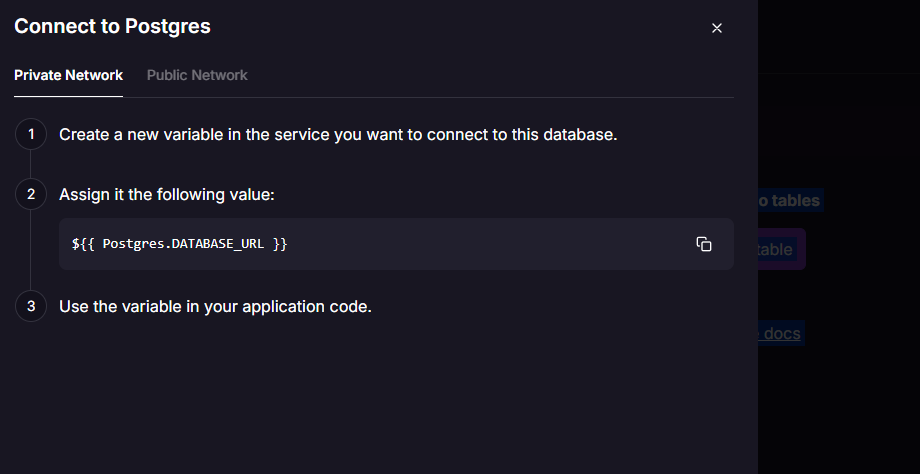 Connect to Postgres
Private Network Public Network
1 Create a new variable in the service you want to connect to this database.
2 Assign it the following value:
${{ Postgres.DATABASE_URL }}
3 Use the variable in your application code.
o tables
table
docs